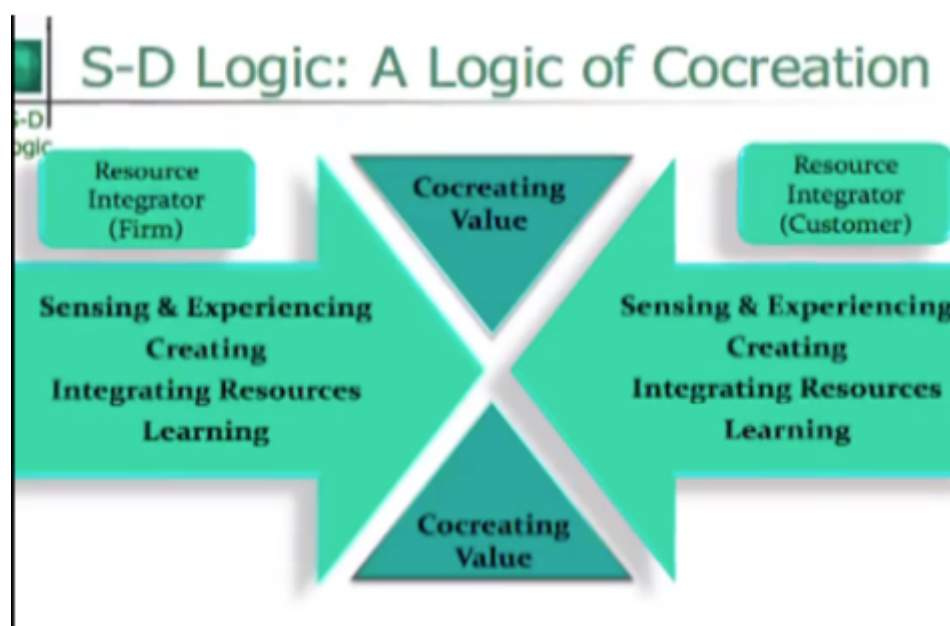 S-D Logic: A Logic of Cocreation
S-D
ogic
Resource
Integrator
(Firm)
Cocreating
Value
Resource
Integrator
(Customer)
Sensing & Experiencing
Creating
Integrating Resources
Learning
Sensing & Experiencing
Creating
Integrating Resources
Learning
Cocreating
Value